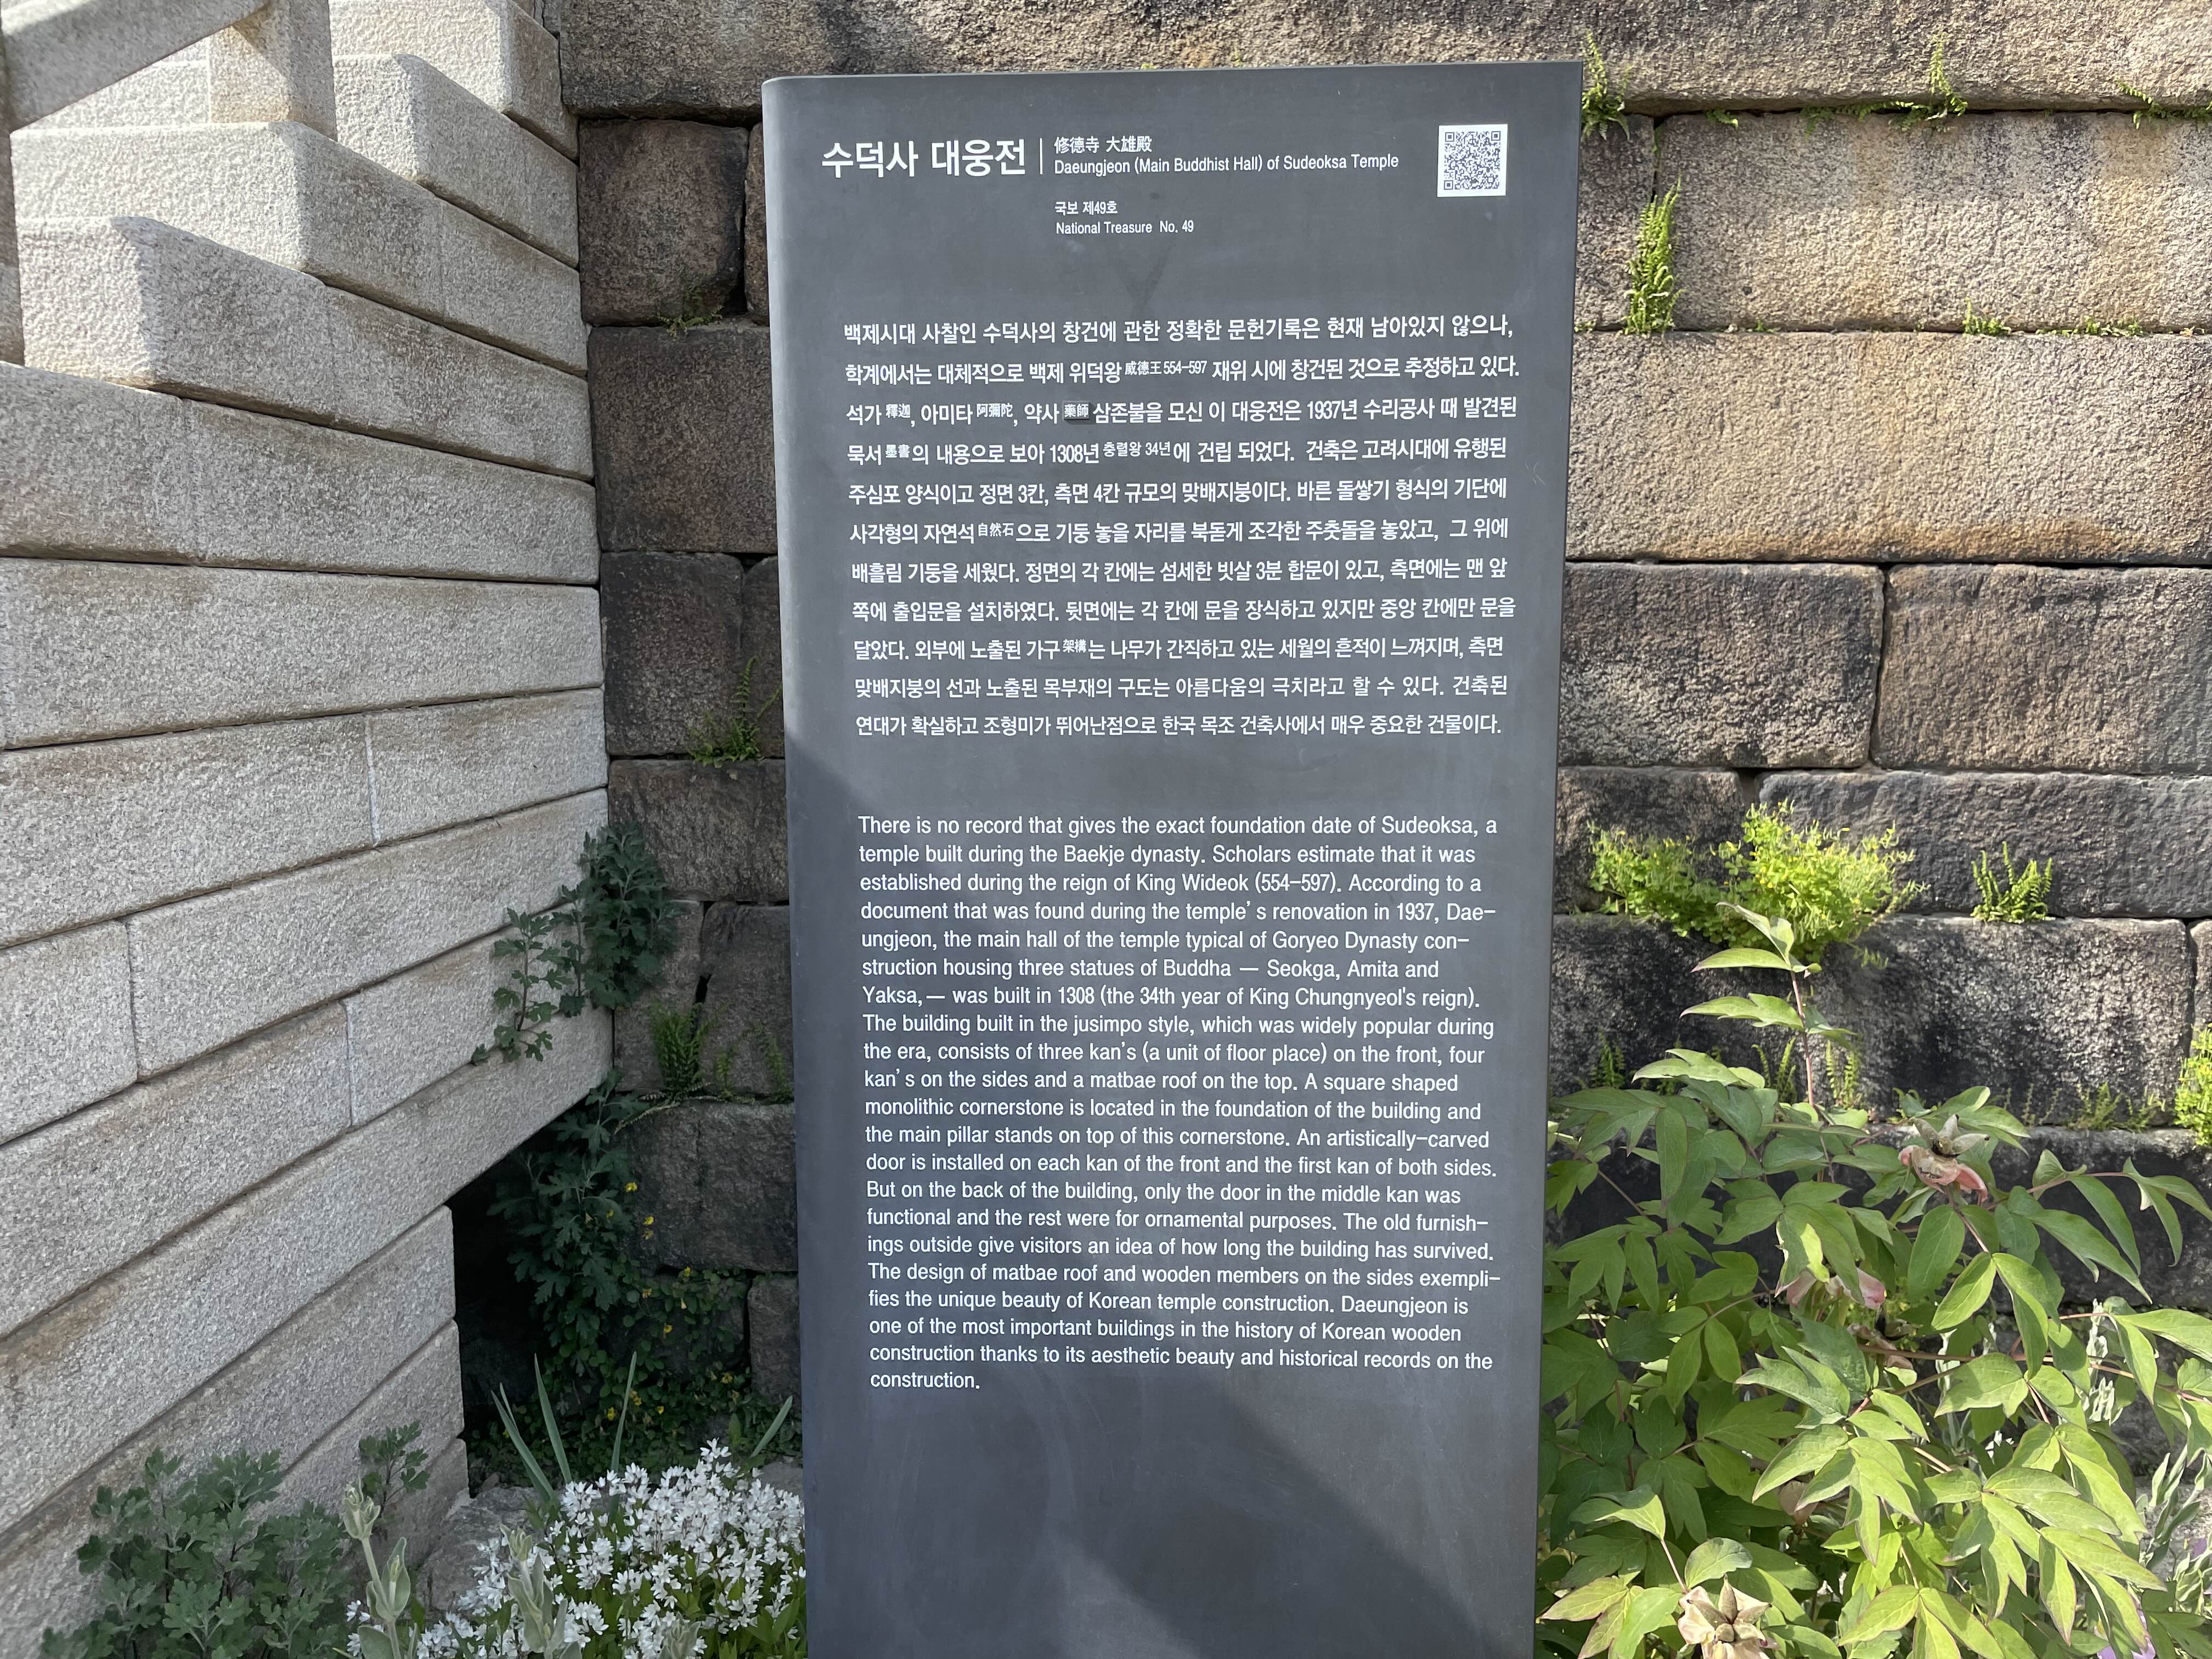 수덕사 대웅전
修德寺 大雄殿
Daeungjeon (Main Buddhist Hall) of Sudeoksa Temple
국보 제49호
National Treasure No. 49
백제시대 사찰인 수덕사의 창건에 관한 정확한 문헌기록은 현재 남아있지 않으나,
학계에서는 대체적으로 백제 위덕왕 威德王 554-597 재위 시에 창건된 것으로 추정하고 있다.
석가 釋迦, 아미타 阿彌陀, 약사 藥師 삼존불을 모신 이 대웅전은 1937년 수리공사 때 발견된
묵서 墨書의 내용으로 보아 1308년 충렬왕 34년에 건립 되었다. 건축은 고려시대에 유행된
주심포 양식이고 정면 3칸, 측면 4칸 규모의 맞배지붕이다. 바른 돌쌓기 형식의 기단에
사각형의 자연석 自然石으로 기둥 놓을 자리를 북돋게 조각한 주춧돌을 놓았고, 그 위에
배흘림 기둥을 세웠다. 정면의 각 칸에는 섬세한 빗살 3분 합문이 있고, 측면에는 맨 앞
쪽에 출입문을 설치하였다. 뒷면에는 각 칸에 문을 장식하고 있지만 중앙 칸에만 문을
달았다. 외부에 노출된 가구 架構는 나무가 간직하고 있는 세월의 흔적이 느껴지며, 측면
맞배지붕의 선과 노출된 목부재의 구도는 아름다움의 극치라고 할 수 있다. 건축된
연대가 확실하고 조형미가 뛰어난점으로 한국 목조 건축사에서 매우 중요한 건물이다.
There is no record that gives the exact foundation date of Sudeoksa, a
temple built during the Baekje dynasty. Scholars estimate that it was
established during the reign of King Wideok (554-597). According to a
document that was found during the temple's renovation in 1937, Dae-
ungjeon, the main hall of the temple typical of Goryeo Dynasty con-
struction housing three statues of Buddha — Seokga, Amita and
Yaksa, — was built in 1308 (the 34th year of King Chungnyeol's reign).
The building built in the jusimpo style, which was widely popular during
the era, consists of three kan's (a unit of floor place) on the front, four
kan's on the sides and a matbae roof on the top. A square shaped
monolithic cornerstone is located in the foundation of the building and
the main pillar stands on top of this cornerstone. An artistically-carved
door is installed on each kan of the front and the first kan of both sides.
But on the back of the building, only the door in the middle kan was
functional and the rest were for ornamental purposes. The old furnish-
ings outside give visitors an idea of how long the building has survived.
The design of matbae roof and wooden members on the sides exempli-
fies the unique beauty of Korean temple construction. Daeungjeon is
one of the most important buildings in the history of Korean wooden
construction thanks to its aesthetic beauty and historical records on the
construction.